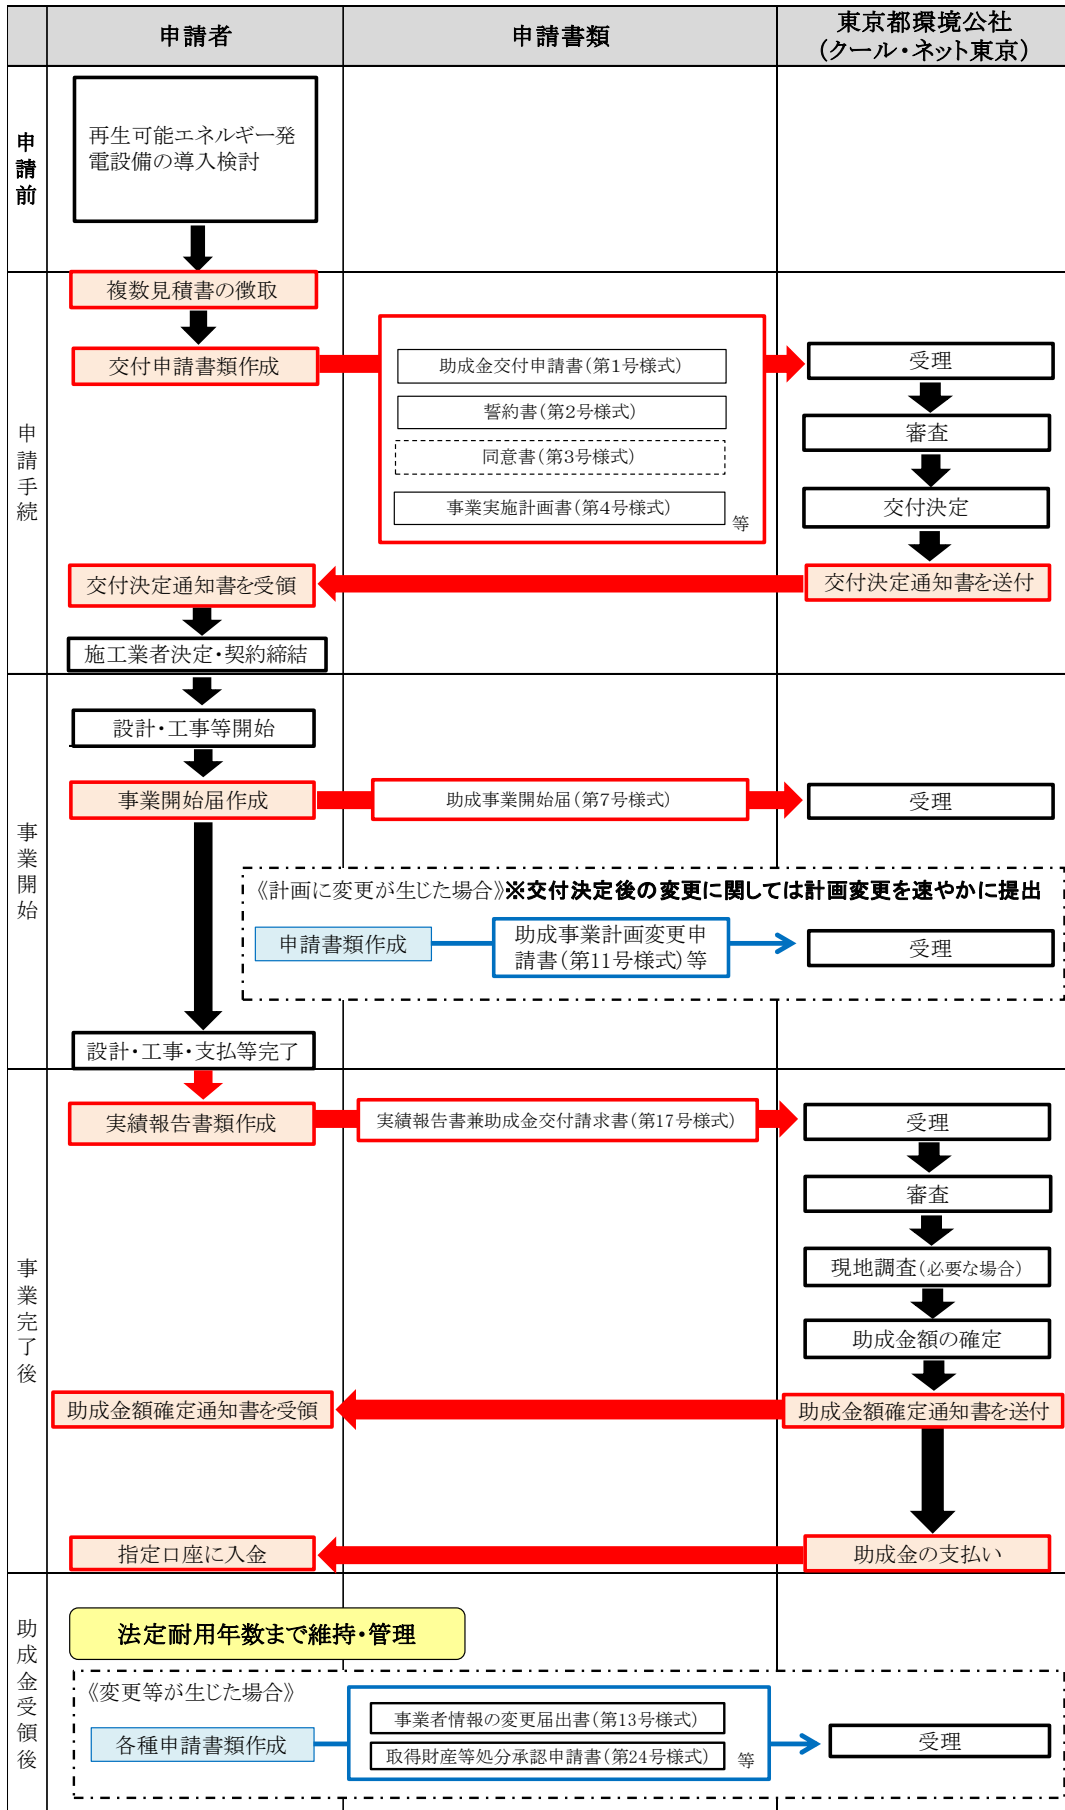 申請者
申請書類
東京都環境公社
(クール・ネット東京)
申請前
再生可能エネルギー発
電設備の導入検討
申請手続
複数見積書の徴取
交付申請書類作成
助成金交付申請書(第1号様式)
誓約書(第2号様式)
同意書(第3号様式)
事業実施計画書(第4号様式)
等
受理
審査
交付決定
交付決定通知書を受領
交付決定通知書を送付
施工業者決定・契約締結
事業開始
設計・工事等開始
事業開始届作成
助成事業開始届(第7号様式)
受理
《計画に変更が生じた場合》※交付決定後の変更に関しては計画変更を速やかに提出
申請書類作成
助成事業計画変更申
請書(第11号様式)等
受理
設計・工事・支払等完了
事業完了後
実績報告書類作成
実績報告書兼助成金交付請求書(第17号様式)
受理
審査
現地調査(必要な場合)
助成金額の確定
助成金額確定通知書を受領
助成金額確定通知書を送付
指定口座に入金
助成金の支払い
助成金受領後
法定耐用年数まで維持・管理
《変更等が生じた場合》
各種申請書類作成
事業者情報の変更届出書(第13号様式)
取得財産等処分承認申請書(第24号様式)
等
受理